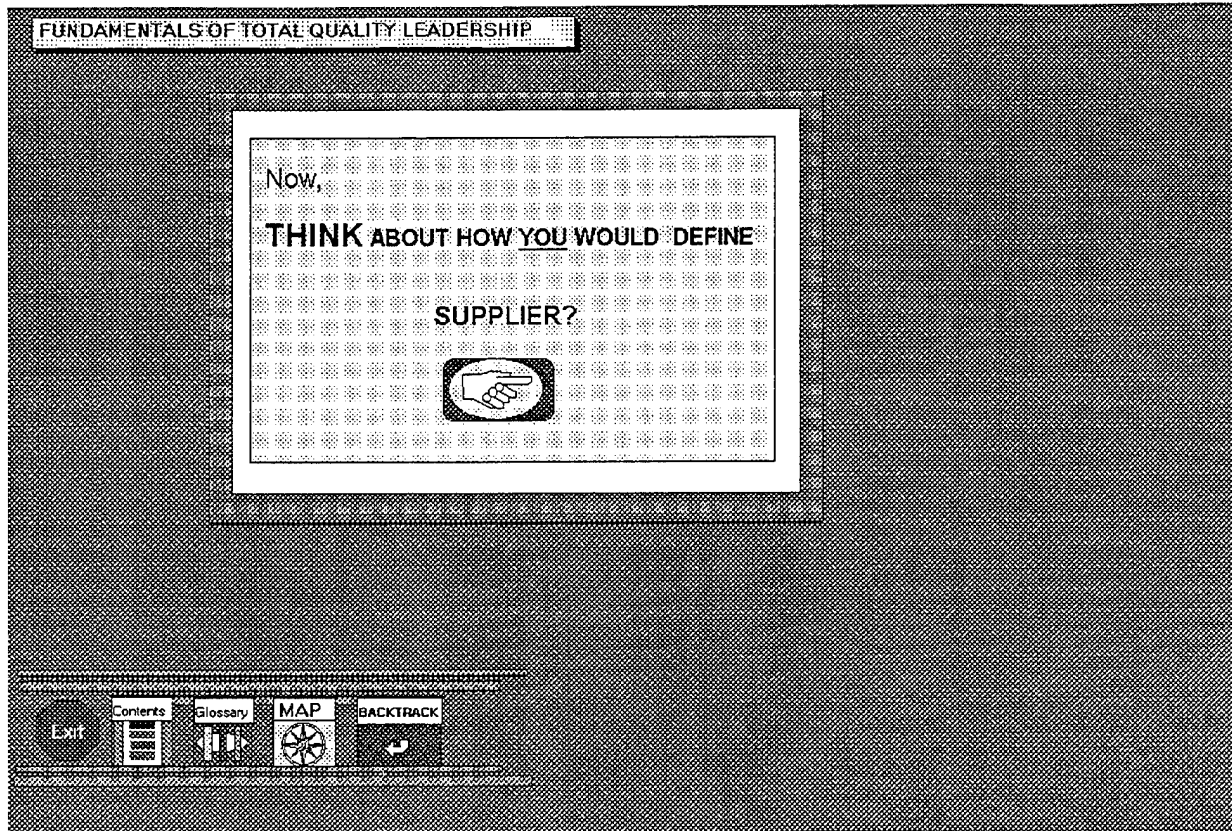 FUNDAMENTALS OF TOTAL QUALITY LEADERSHIP
Now,
THINK ABOUT HOW YOU WOULD DEFINE
SUPPLIER?
Exit
Contents
Glossary
MAP
BACKTRACK